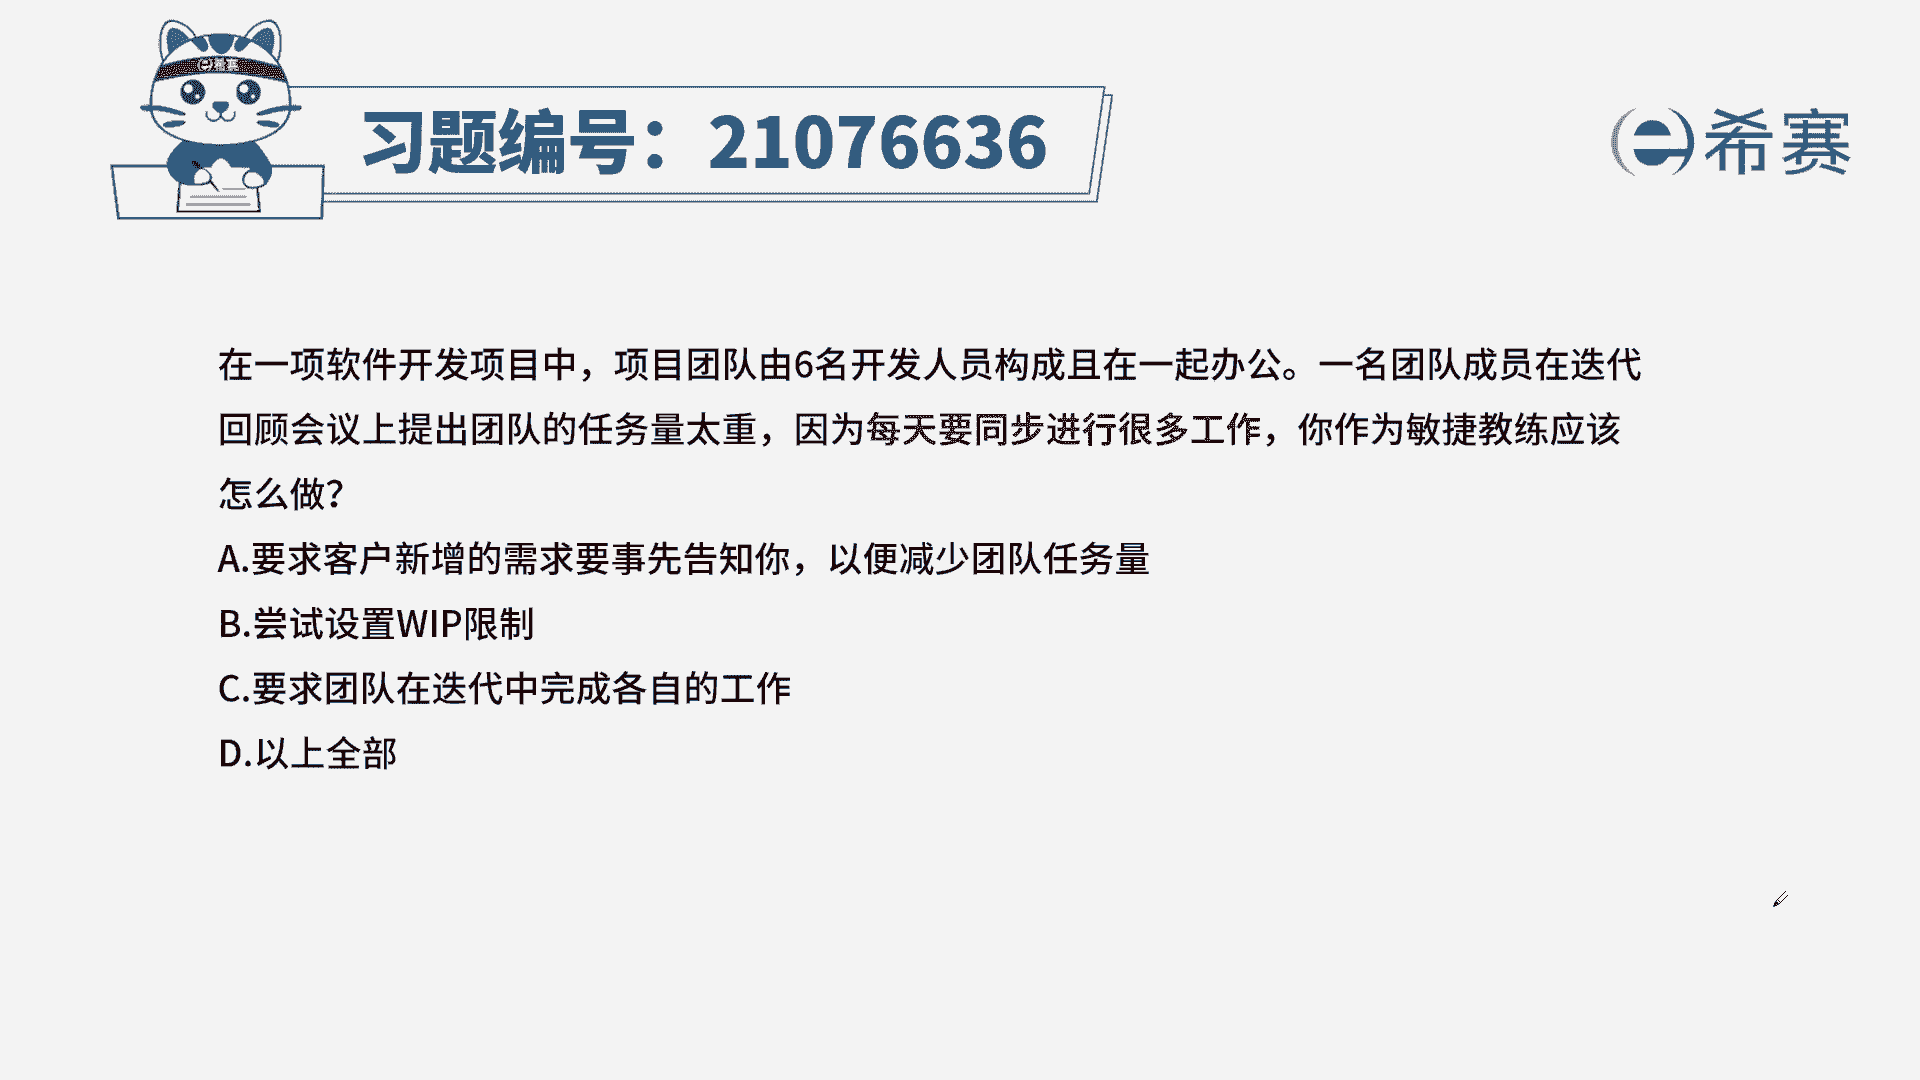 希赛
习题编号：21076636
希赛
在一项软件开发项目中，项目团队由6名开发人员构成且在一起办公。一名团队成员在迭代
回顾会议上提出团队的任务量太重，因为每天要同步进行很多工作，你作为敏捷教练应该
怎么做？
A.要求客户新增的需求要事先告知你，以便减少团队任务量
B.尝试设置WIP限制
C.要求团队在迭代中完成各自的工作
D.以上全部